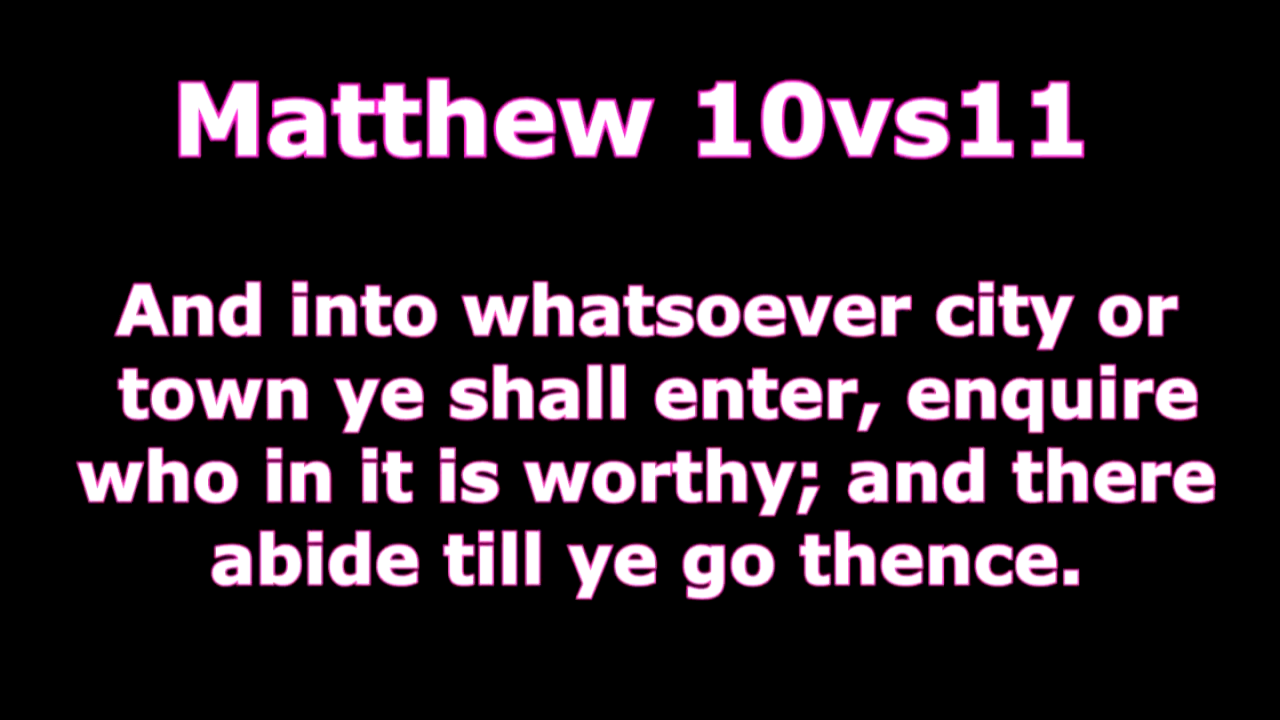 Matthew 10vs11
And into whatsoever city or
town ye shall enter, enquire
who in it is worthy; and there
abide till ye go thence.